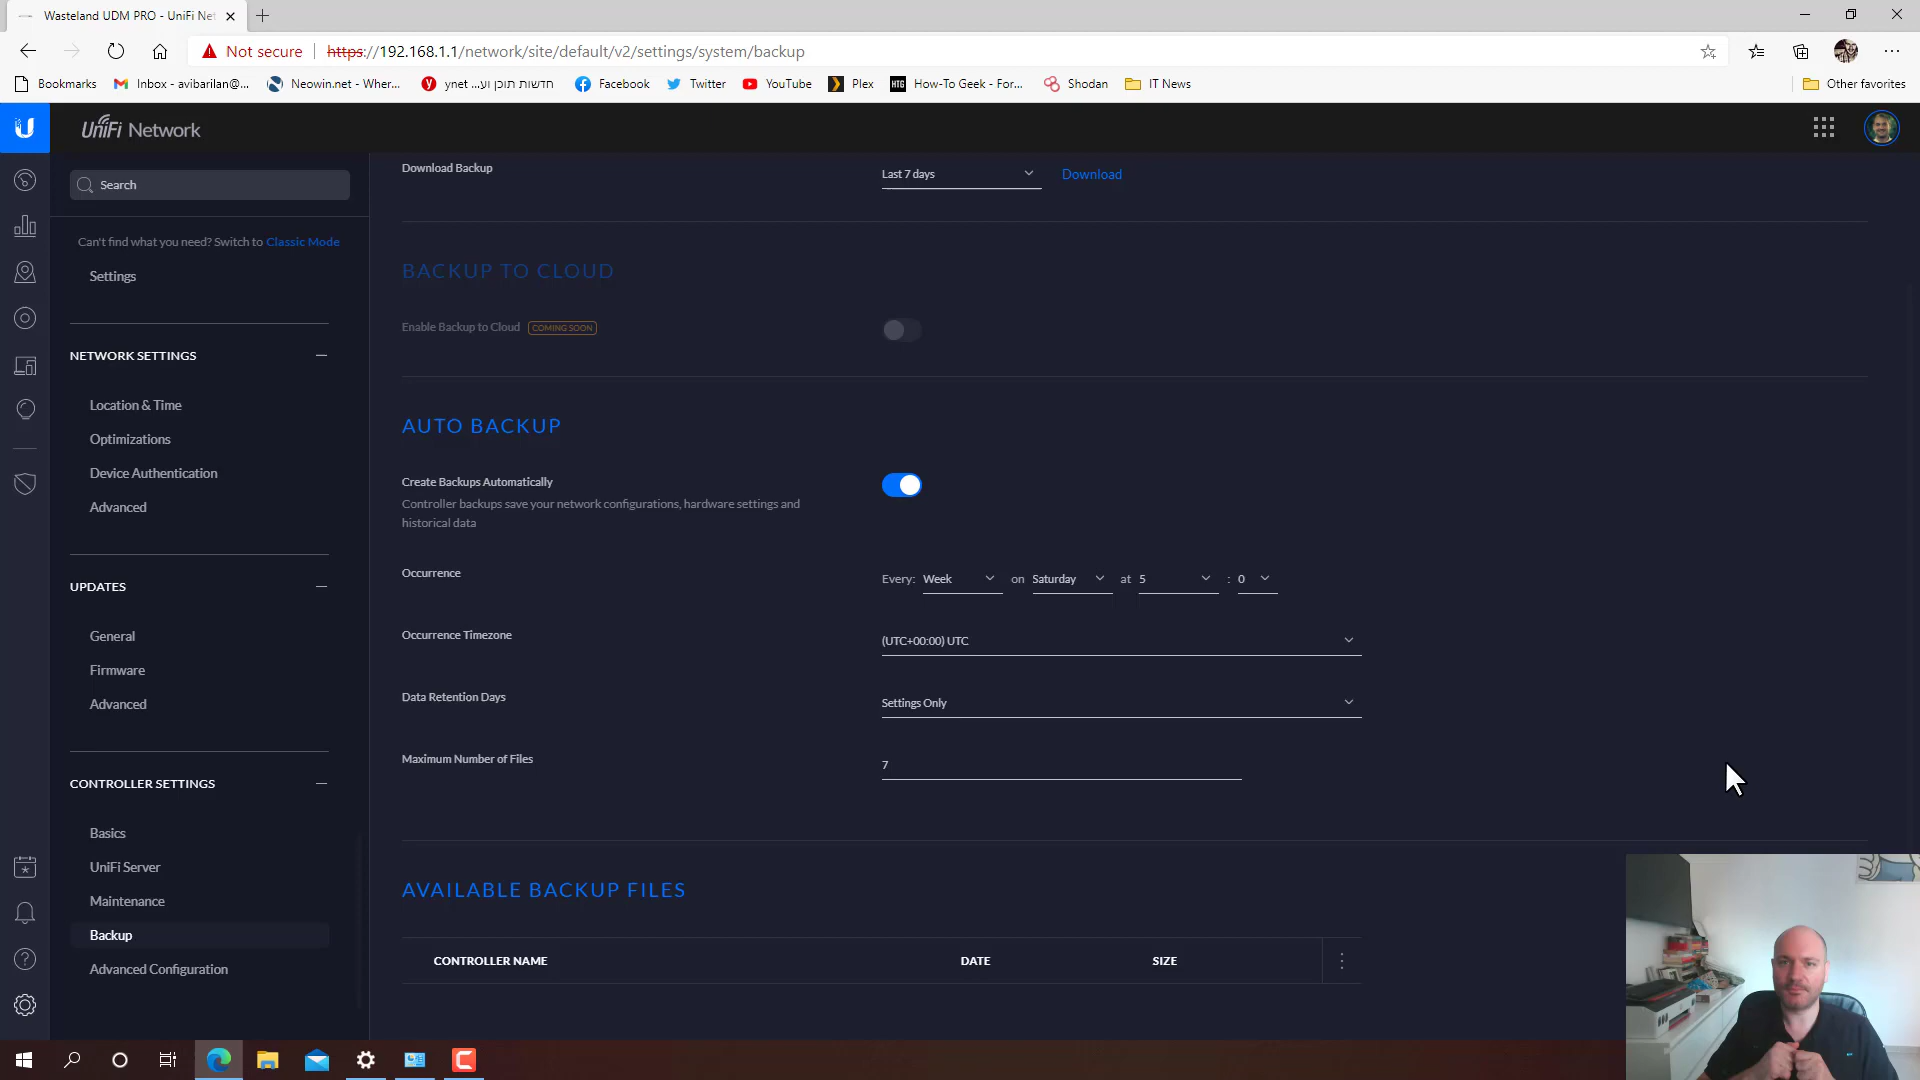 Wasteland UDM PRO - UniFi Net
Not secure
https://192.168.1.1/network/site/default/v2/settings/system/backup
Bookmarks
Inbox - avibarilan@...
Neowin.net - Wher...
ynet חדשות תוכן וע...
Facebook
Twitter
YouTube
Plex
HTG
How-To Geek - For...
Shodan
IT News
Other favorites
UniFi Network
Search
Can't find what you need? Switch to Classic Mode
Settings
NETWORK SETTINGS
Location & Time
Optimizations
Device Authentication
Advanced
UPDATES
General
Firmware
Advanced
CONTROLLER SETTINGS
Basics
UniFi Server
Maintenance
Backup
Advanced Configuration
Download Backup
Last 7 days
Download
BACKUP TO CLOUD
Enable Backup to Cloud COMING SOON
AUTO BACKUP
Create Backups Automatically
Controller backups save your network configurations, hardware settings and
historical data
Occurrence
Every: Week on Saturday at 5 : 0
Occurrence Timezone
(UTC+00:00) UTC
Data Retention Days
Settings Only
Maximum Number of Files
7
AVAILABLE BACKUP FILES
CONTROLLER NAME DATE SIZE